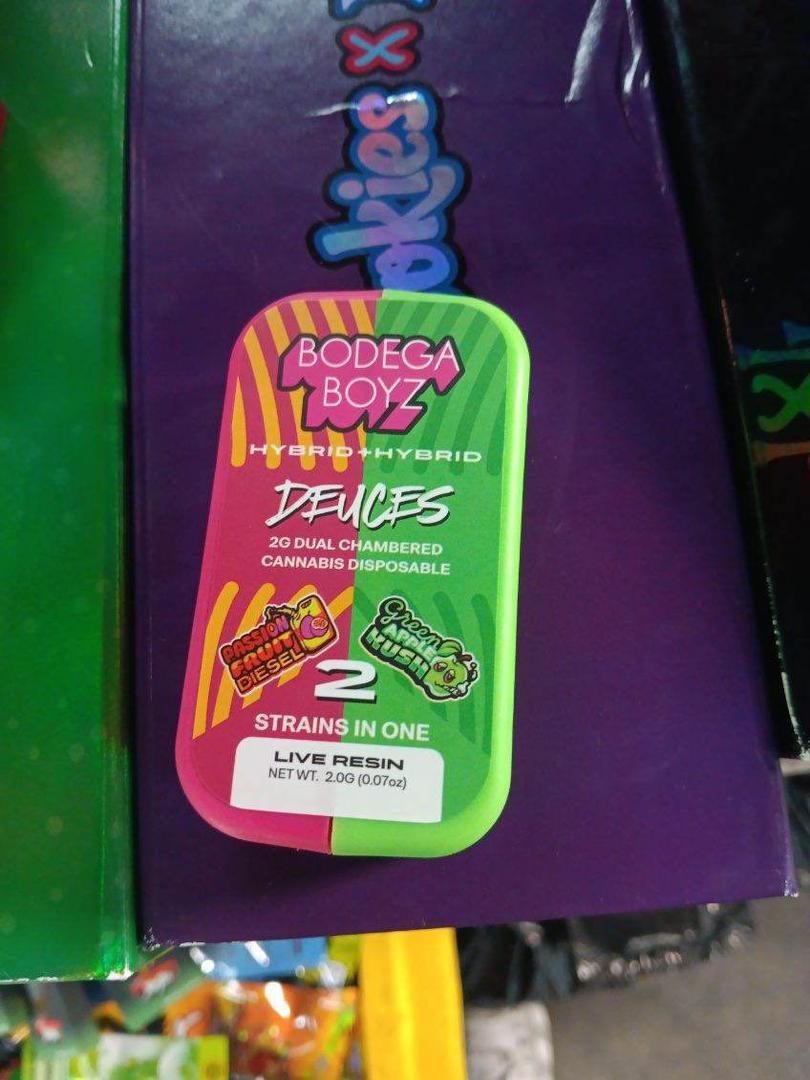 x
okies
BODEGA
BOYZ
HYBRID+HYBRID
DEUCES
2G DUAL CHAMBERED
CANNABIS DISPOSABLE
PASSION
FRUIT
DIESEL
Green
APPLE
KUSH
2
STRAINS IN ONE
LIVE RESIN
NET WT. 2.0G (0.07oz)